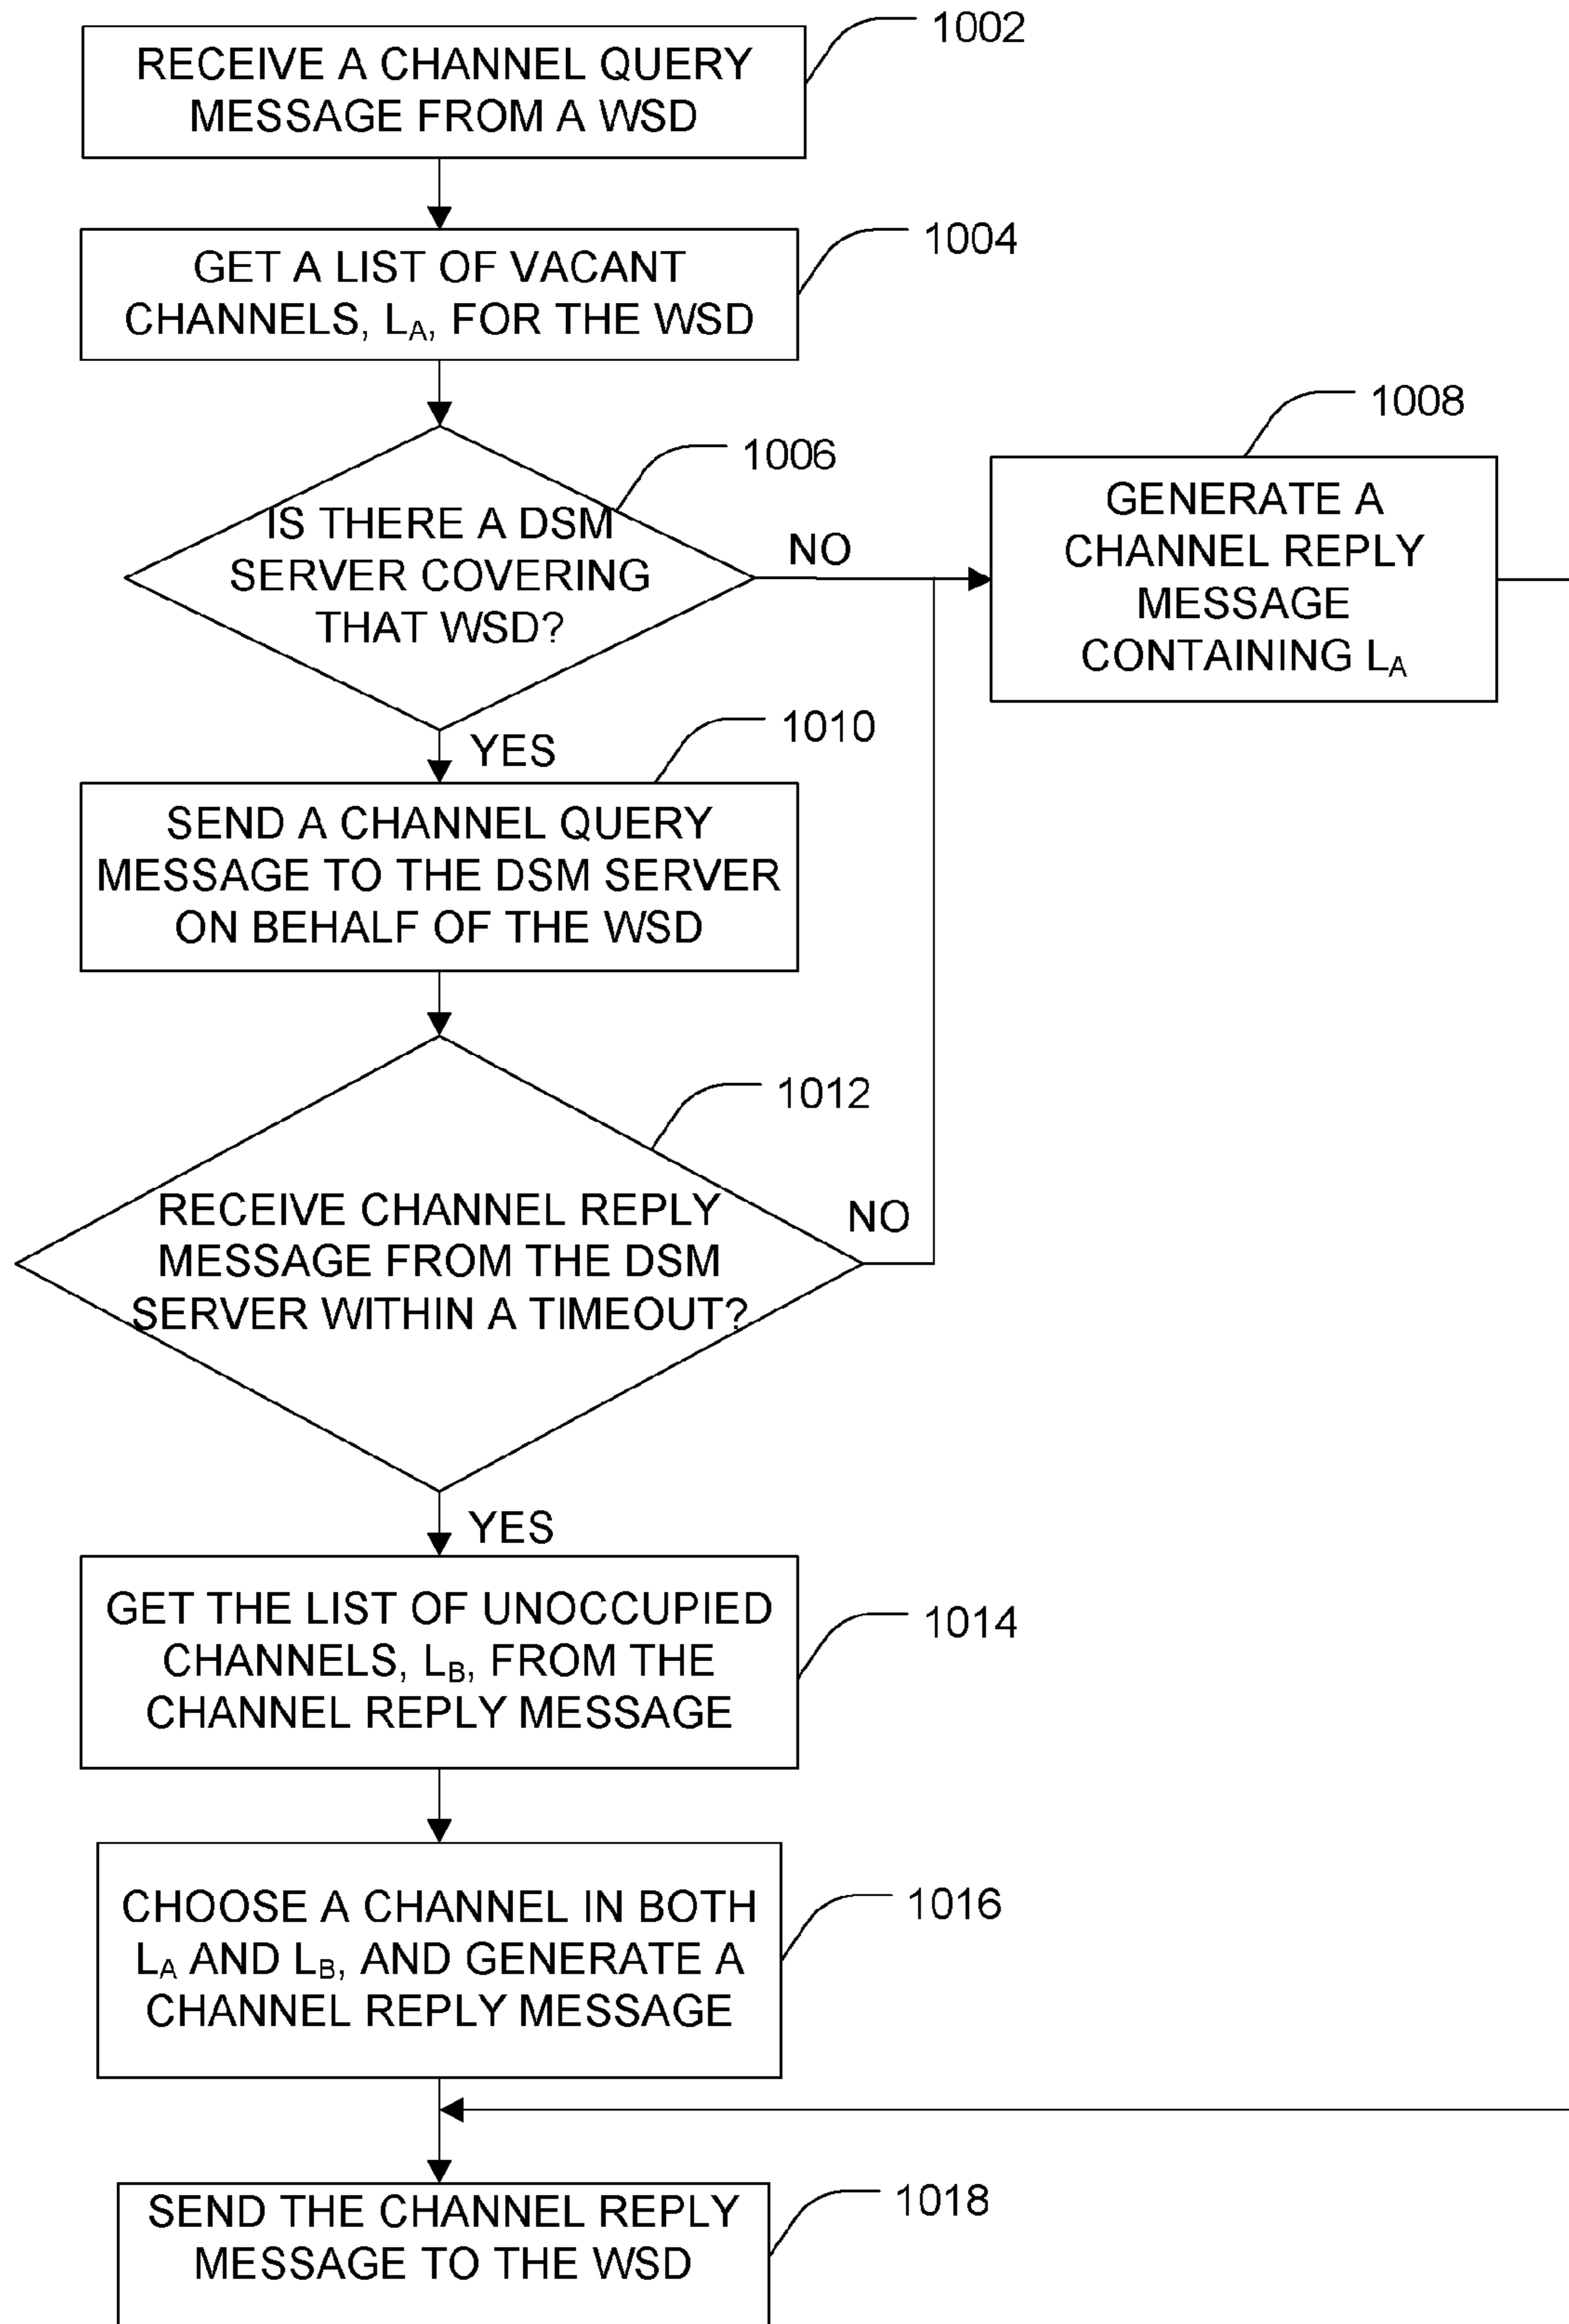 1002
RECEIVE A CHANNEL QUERY
MESSAGE FROM A WSD
1004
GET A LIST OF VACANT
CHANNELS, LA, FOR THE WSD
1006
IS THERE A DSM
SERVER COVERING
THAT WSD?
NO
1008
GENERATE A
CHANNEL REPLY
MESSAGE
CONTAINING LA
YES
1010
SEND A CHANNEL QUERY
MESSAGE TO THE DSM SERVER
ON BEHALF OF THE WSD
1012
RECEIVE CHANNEL REPLY
MESSAGE FROM THE DSM
SERVER WITHIN A TIMEOUT?
NO
YES
GET THE LIST OF UNOCCUPIED
CHANNELS, LB, FROM THE
CHANNEL REPLY MESSAGE
1014
CHOOSE A CHANNEL IN BOTH
LA AND LB, AND GENERATE A
CHANNEL REPLY MESSAGE
1016
SEND THE CHANNEL REPLY
MESSAGE TO THE WSD
1018